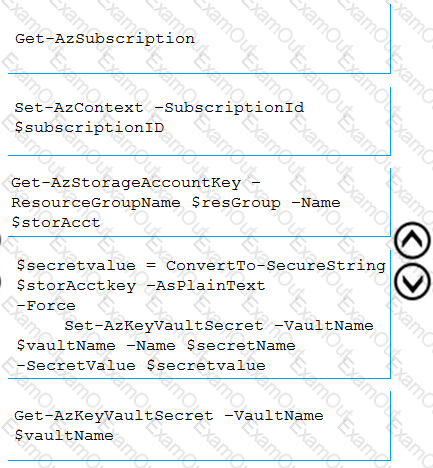 Get-AzSubscription
Set-AzContext –SubscriptionId
$subscriptionID
Get-AzStorageAccountKey –
ResourceGroupName $resGroup –Name
$storAcct
$secretvalue = ConvertTo-SecureString
$storAcctkey –AsPlainText
–Force
Set-AzKeyVaultSecret –VaultName
$vaultName –Name $secretName
–SecretValue $secretvalue
Get-AzKeyVaultSecret –VaultName
$vaultName